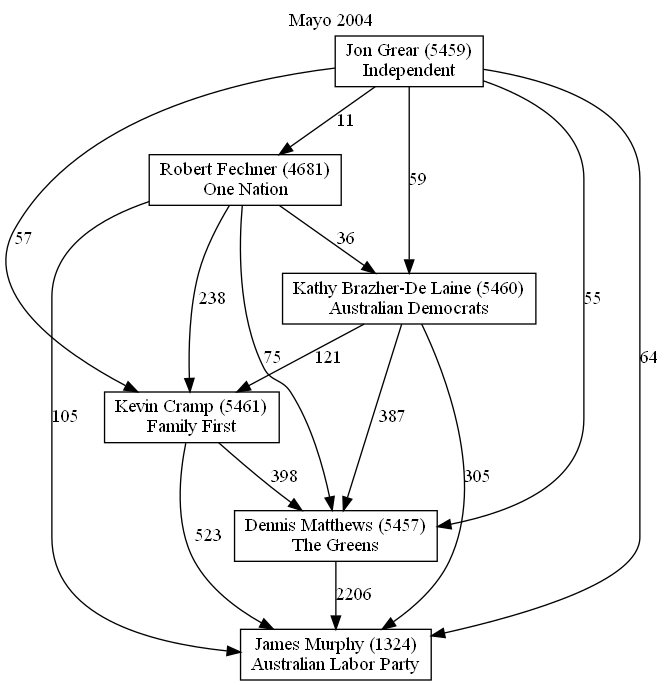 Mayo 2004
Jon Grear (5459)
Independent
11
Robert Fechner (4681)
One Nation
59
57
36
Kathy Brazher-De Laine (5460)
Australian Democrats
238
55
75
121
64
Kevin Cramp (5461)
Family First
105
387
398
305
Dennis Matthews (5457)
The Greens
523
2206
James Murphy (1324)
Australian Labor Party